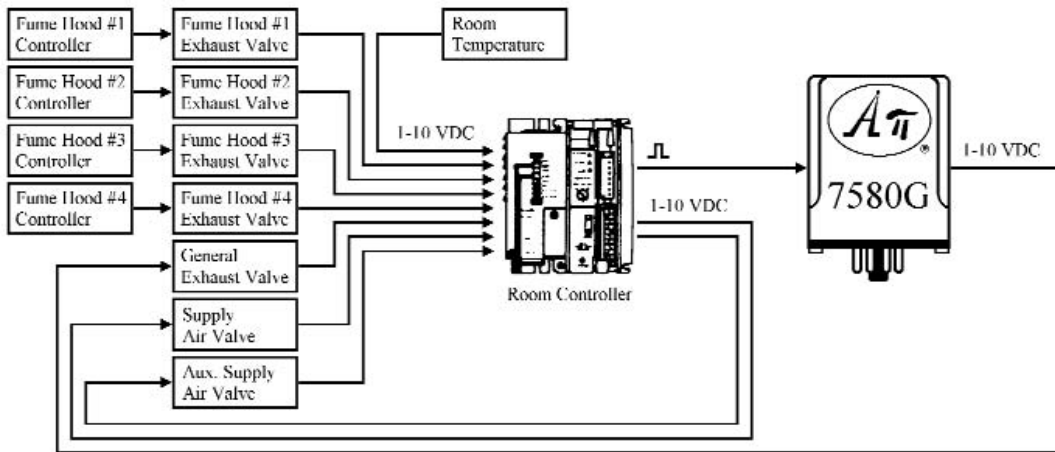 Fume Hood #1
Controller
Fume Hood #1
Exhaust Valve
Room
Temperature
Fume Hood #2
Controller
Fume Hood #2
Exhaust Valve
Fume Hood #3
Controller
Fume Hood #3
Exhaust Valve
1-10 VDC
Aπ
®
1-10 VDC
Fume Hood #4
Controller
Fume Hood #4
Exhaust Valve
1-10 VDC
7580G
General
Exhaust Valve
Room Controller
Supply
Air Valve
Aux. Supply
Air Valve